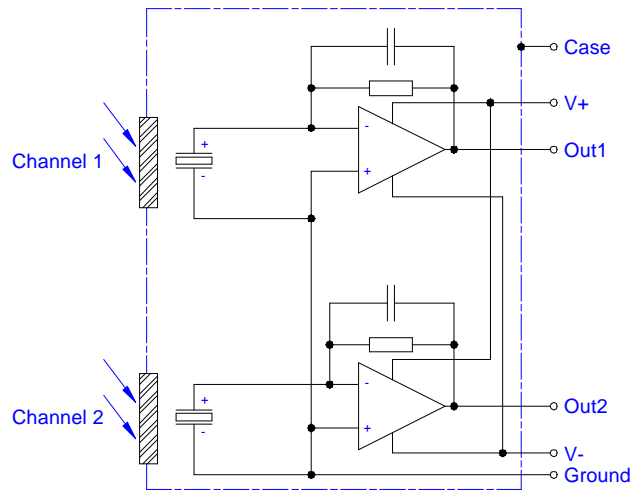 Case
V+
-
+
Out1
Channel 1
-
+
-
+
Channel 2
+
-
Out2
-
+
V-
Ground